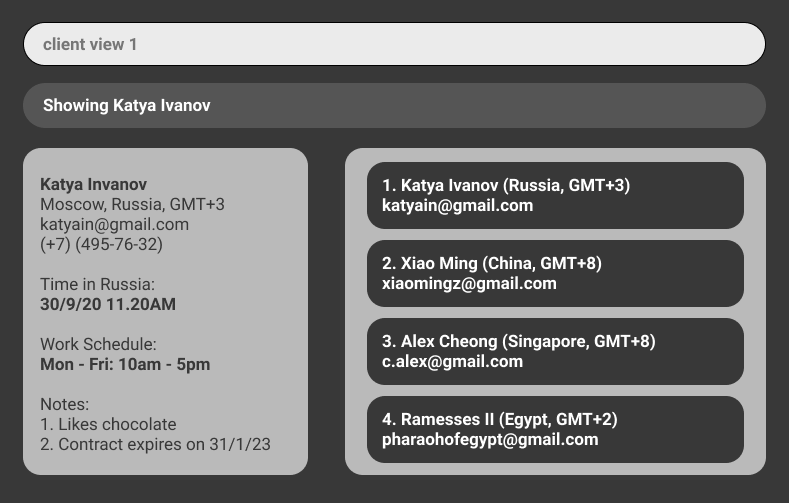 client view 1
Showing Katya Ivanov
Katya Invanov
Moscow, Russia, GMT+3
katyain@gmail.com
(+7) (495-76-32)
Time in Russia:
30/9/20 11.20AM
Work Schedule:
Mon - Fri: 10am - 5pm
Notes:
1. Likes chocolate
2. Contract expires on 31/1/23
1. Katya Ivanov (Russia, GMT+3)
katyain@gmail.com
2. Xiao Ming (China, GMT+8)
xiaomingz@gmail.com
3. Alex Cheong (Singapore, GMT+8)
c.alex@gmail.com
4. Ramesses II (Egypt, GMT+2)
pharaohofegypt@gmail.com